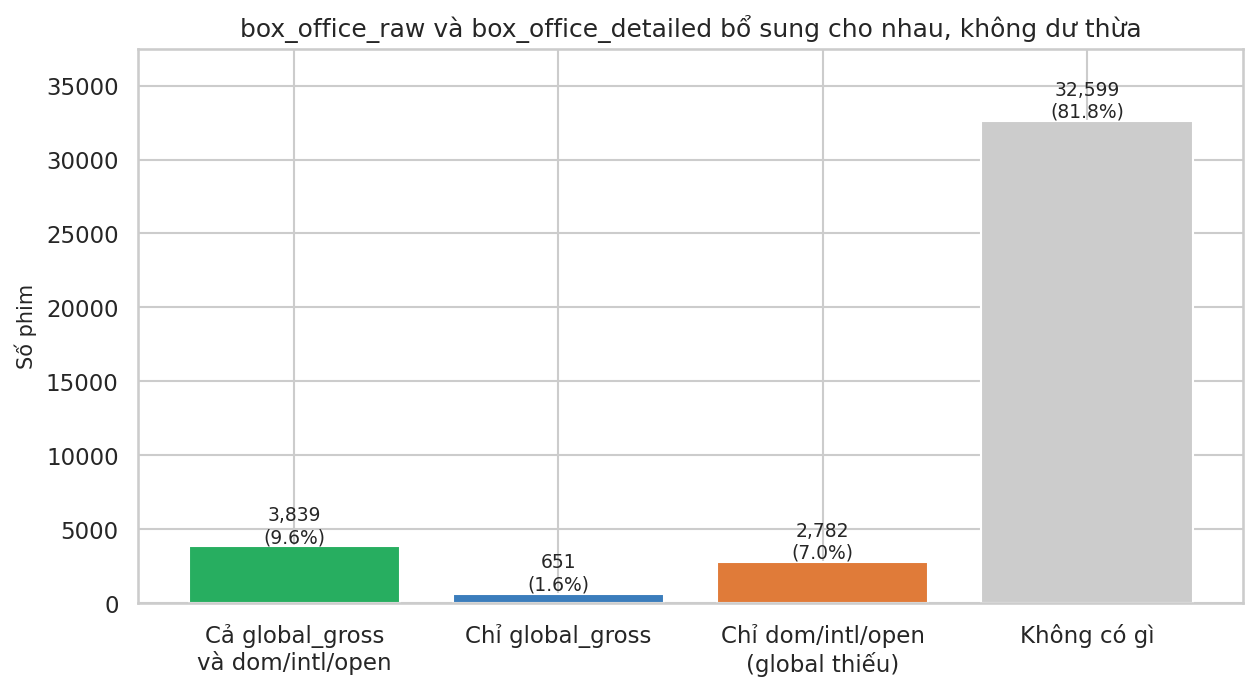 box_office_raw và box_office_detailed bổ sung cho nhau, không dư thừa
Số phim
35000
30000
25000
20000
15000
10000
5000
0
3,839
(9.6%)
651
(1.6%)
2,782
(7.0%)
32,599
(81.8%)
Cả global_gross
và dom/intl/open
Chỉ global_gross
Chỉ dom/intl/open
(global thiếu)
Không có gì